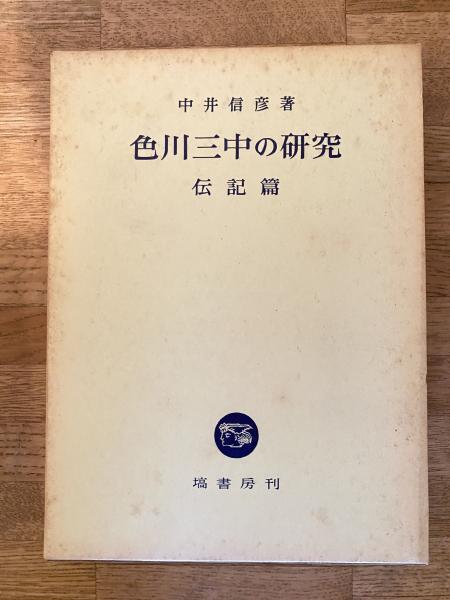 中井信彦著
色川三中の研究
伝記篇
塙書房刊